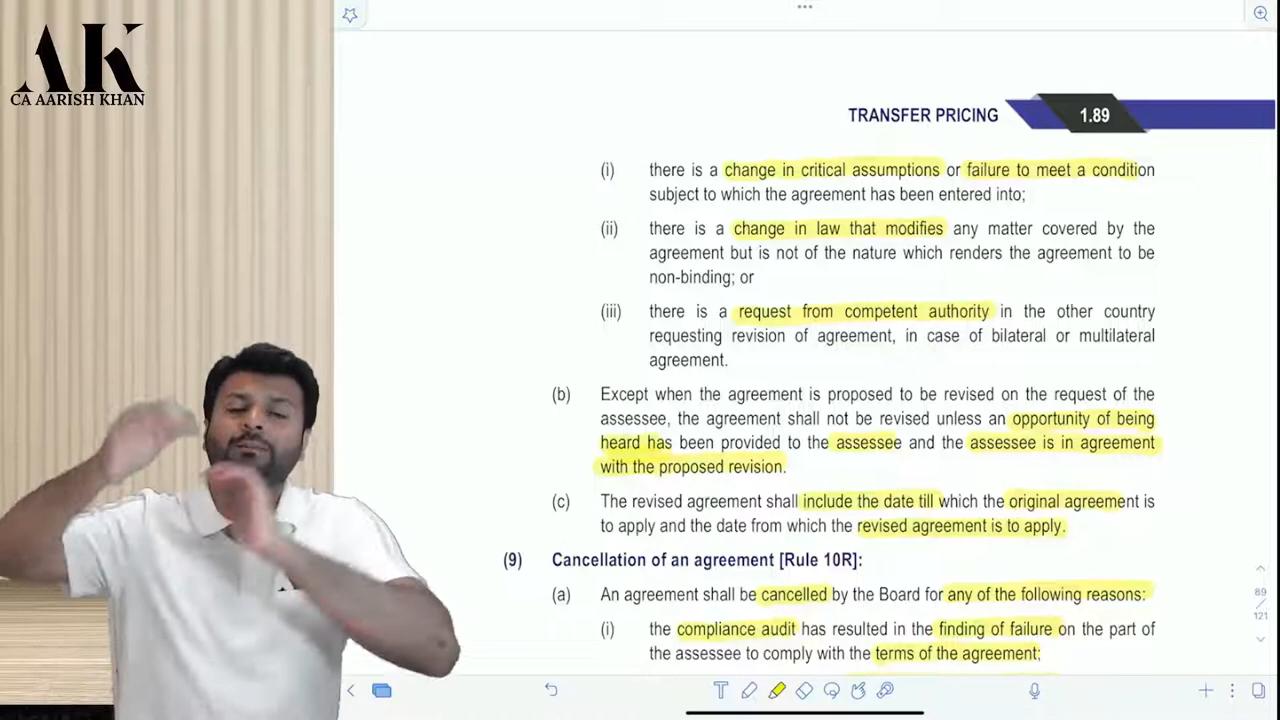 AK
CA AARISH KHAN
TRANSFER PRICING
1.89
(i) there is a change in critical assumptions or failure to meet a condition
subject to which the agreement has been entered into;
(ii) there is a change in law that modifies any matter covered by the
agreement but is not of the nature which renders the agreement to be
non-binding; or
(iii) there is a request from competent authority in the other country
requesting revision of agreement, in case of bilateral or multilateral
agreement.
(b) Except when the agreement is proposed to be revised on the request of the
assessee, the agreement shall not be revised unless an opportunity of being
heard has been provided to the assessee and the assessee is in agreement
with the proposed revision.
(c) The revised agreement shall include the date till which the original agreement is
to apply and the date from which the revised agreement is to apply.
(9) Cancellation of an agreement [Rule 10R]:
(a) An agreement shall be cancelled by the Board for any of the following reasons:
(i) the compliance audit has resulted in the finding of failure on the part of
the assessee to comply with the terms of the agreement;
89
/
121